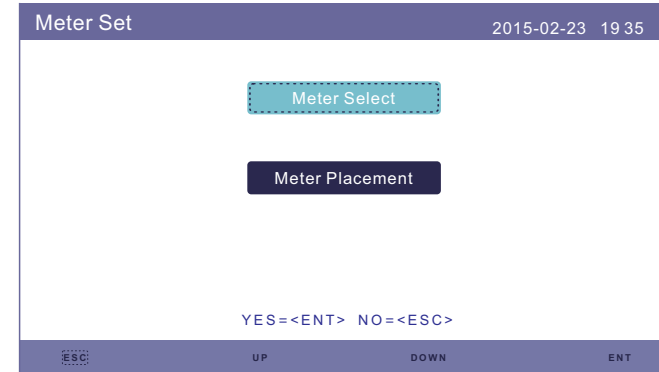 Meter Set 2015-02-23 19 35
Meter Select
Meter Placement
YES=<ENT> NO=<ESC>
ESC UP DOWN ENT